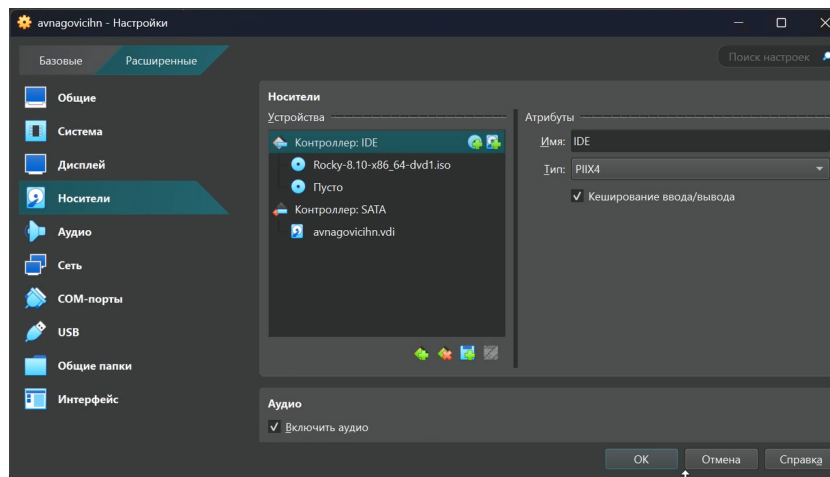 avnagovicihn - Настройки
Базовые
Расширенные
Поиск настроек
Общие
Система
Дисплей
Носители
Аудио
Сеть
COM-порты
USB
Общие папки
Интерфейс
Носители
Устройства
Контроллер: IDE
Rocky-8.10-x86_64-dvd1.iso
Пусто
Контроллер: SATA
avnagovicihn.vdi
Атрибуты
Имя: IDE
Тип: PIIX4
Кеширование ввода/вывода
Аудио
Включить аудио
OK
Отмена
Справка